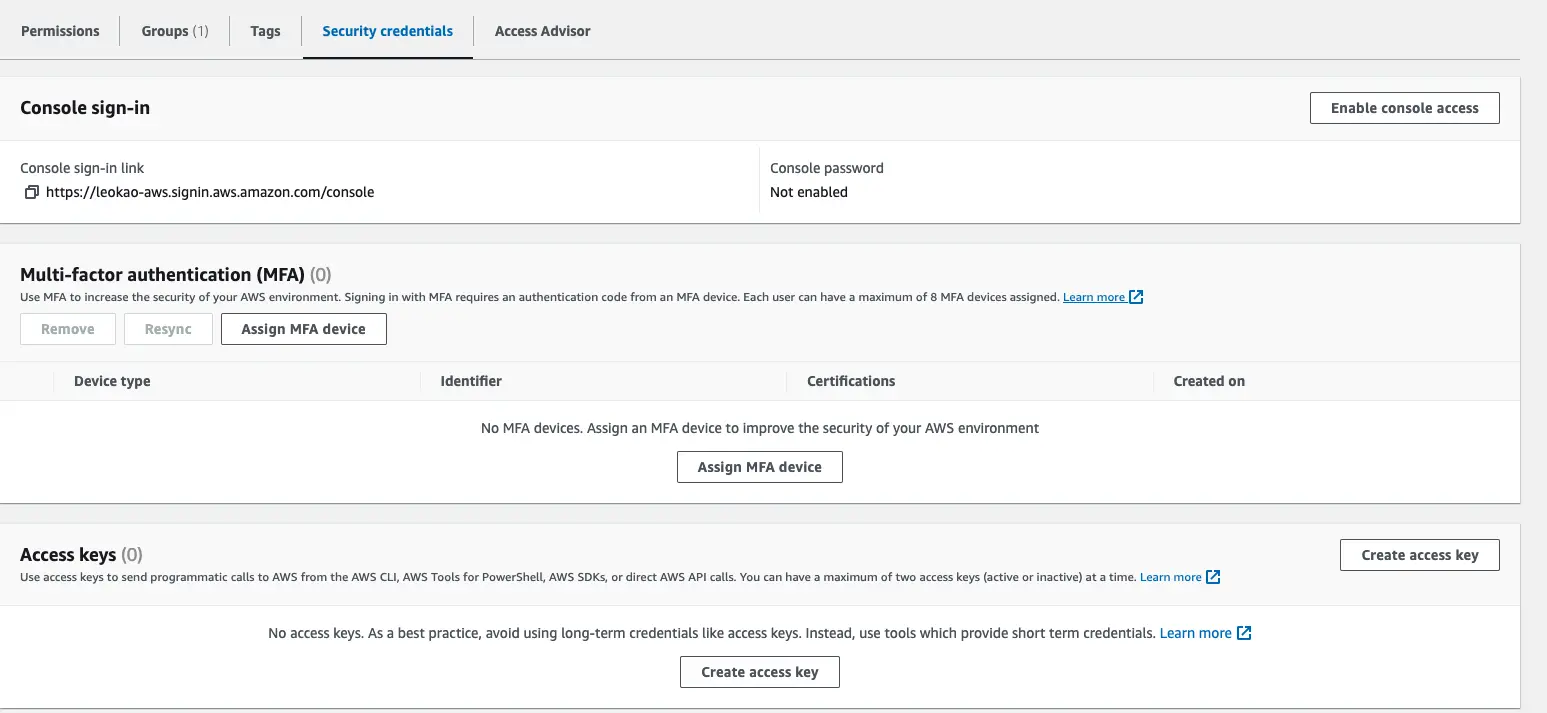 Permissions
Groups (1)
Tags
Security credentials
Access Advisor
Console sign-in
Enable console access
Console sign-in link
https://leokao-aws.signin.aws.amazon.com/console
Console password
Not enabled
Multi-factor authentication (MFA) (0)
Use MFA to increase the security of your AWS environment. Signing in with MFA requires an authentication code from an MFA device. Each user can have a maximum of 8 MFA devices assigned. Learn more
Remove
Resync
Assign MFA device
Device type
Identifier
Certifications
Created on
No MFA devices. Assign an MFA device to improve the security of your AWS environment
Assign MFA device
Access keys (0)
Create access key
Use access keys to send programmatic calls to AWS from the AWS CLI, AWS Tools for PowerShell, AWS SDKs, or direct AWS API calls. You can have a maximum of two access keys (active or inactive) at a time. Learn more
No access keys. As a best practice, avoid using long-term credentials like access keys. Instead, use tools which provide short term credentials. Learn more
Create access key